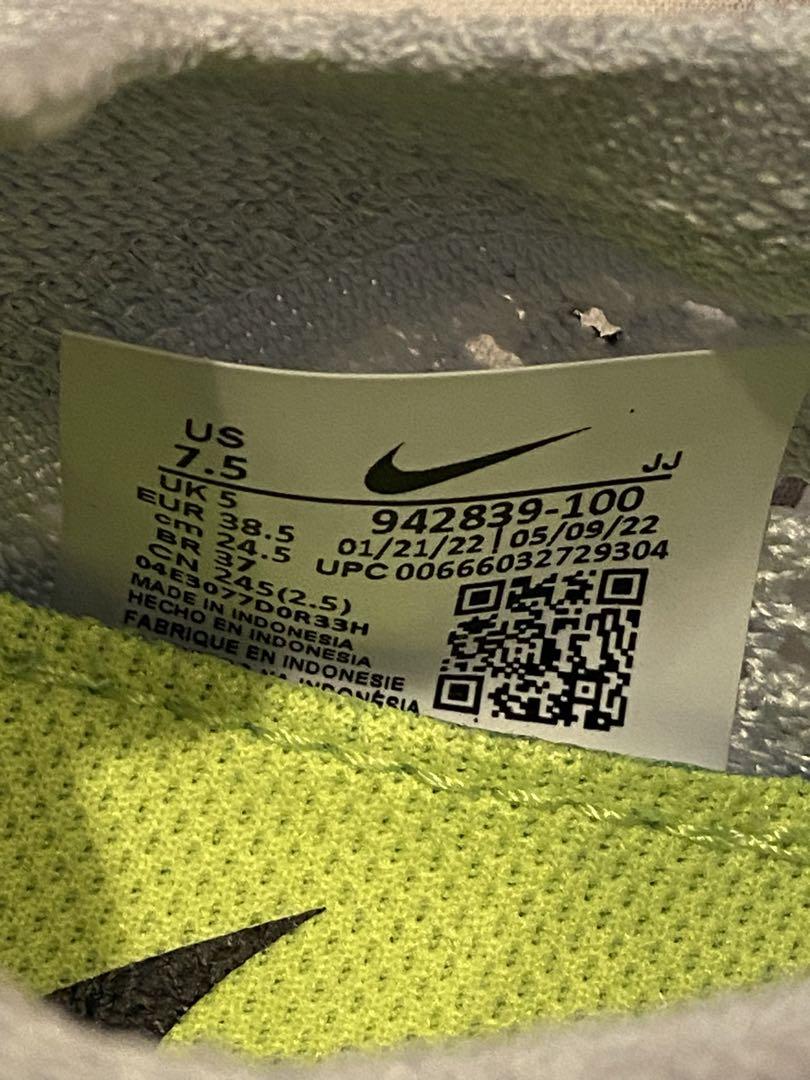 US
7.5
JJ
UK 5
EUR 38.5
cm 24.5
BR 37
CN 245(2.5)
942839-100
01/21/22 | 05/09/22
UPC 00666032729304
04E3077D0R33H
MADE IN INDONESIA
HECHO EN INDONESIA
FABRIQUE EN INDONESIE
NA INDONÉSIA